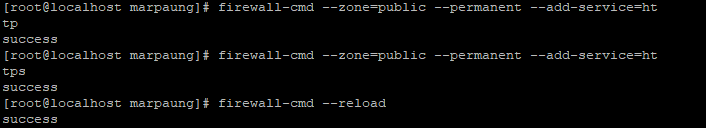 [root@localhost marpaung]# firewall-cmd --zone=public --permanent --add-service=ht
tp
success
[root@localhost marpaung]# firewall-cmd --zone=public --permanent --add-service=ht
tps
success
[root@localhost marpaung]# firewall-cmd --reload
success